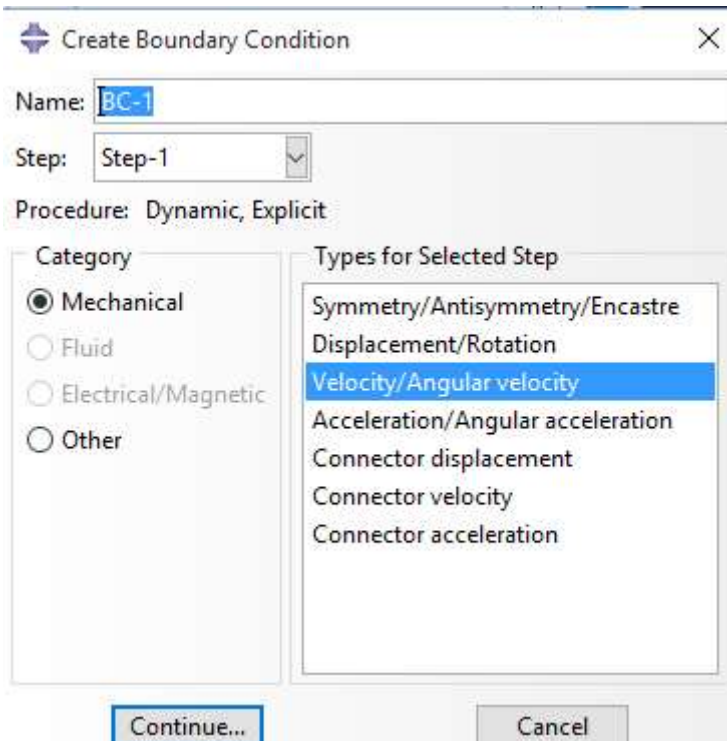 Create Boundary Condition
Name: BC-1
Step: Step-1
Procedure: Dynamic, Explicit
Category
Mechanical
Fluid
Electrical/Magnetic
Other
Types for Selected Step
Symmetry/Antisymmetry/Encastre
Displacement/Rotation
Velocity/Angular velocity
Acceleration/Angular acceleration
Connector displacement
Connector velocity
Connector acceleration
Continue...
Cancel